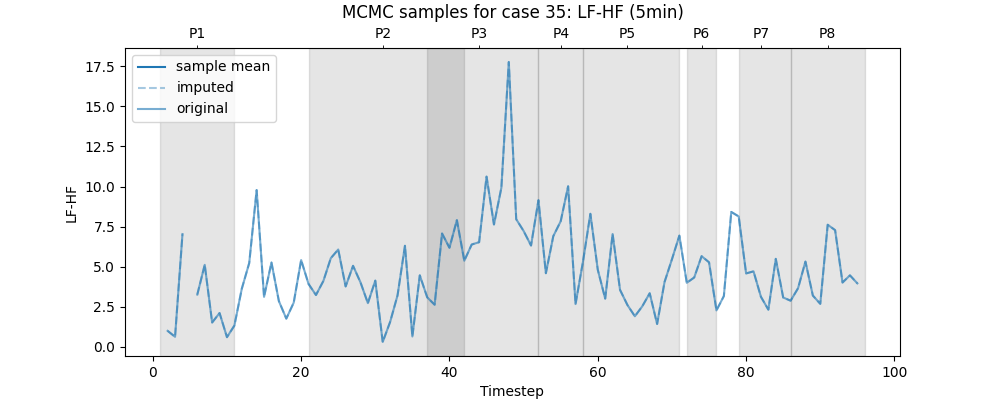 MCMC samples for case 35: LF-HF (5min)
P1 P2 P3 P4 P5 P6 P7 P8
sample mean
imputed
original
17.5
15.0
12.5
10.0
7.5
5.0
2.5
0.0
LF-HF
0 20 40 60 80 100
Timestep